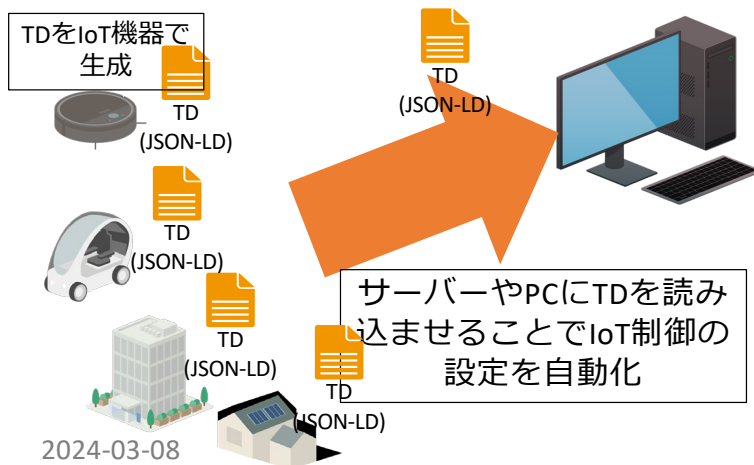 TDをIoT機器で
生成
TD
(JSON-LD)
TD
(JSON-LD)
TD
(JSON-LD)
TD
(JSON-LD)
TD
(JSON-LD)
サーバーやPCにTDを読み
込ませることでIoT制御の
設定を自動化
2024-03-08